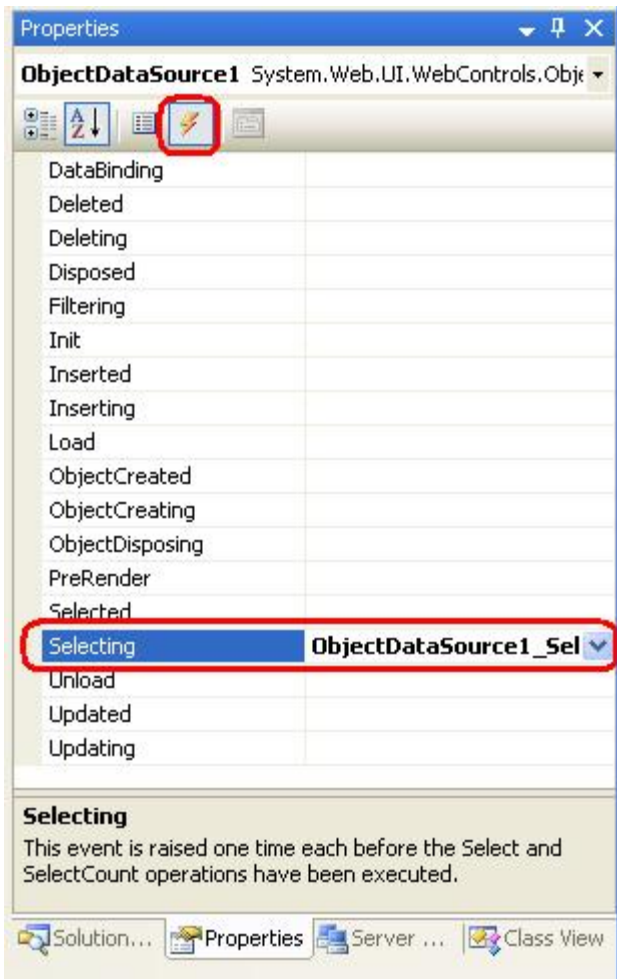 Properties
ObjectDataSource1 System.Web.UI.WebControls.Obje
DataBinding
Deleted
Deleting
Disposed
Filtering
Init
Inserted
Inserting
Load
ObjectCreated
ObjectCreating
ObjectDisposing
PreRender
Selected
Selecting ObjectDataSource1_Sel
Unload
Updated
Updating
Selecting
This event is raised one time each before the Select and
SelectCount operations have been executed.
Solution... Properties Server ... Class View